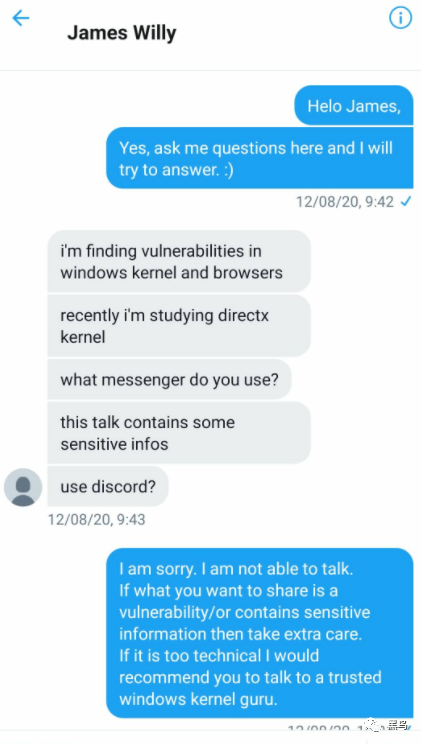 James Willy
Helo James,
Yes, ask me questions here and I will
try to answer. :)
12/08/20, 9:42
i'm finding vulnerabilities in
windows kernel and browsers
recently i'm studying directx
kernel
what messenger do you use?
this talk contains some
sensitive infos
use discord?
12/08/20, 9:43
I am sorry. I am not able to talk.
If what you want to share is a
vulnerability/or contains sensitive
information then take extra care.
If it is too technical I would
recommend you to talk to a trusted
windows kernel guru.